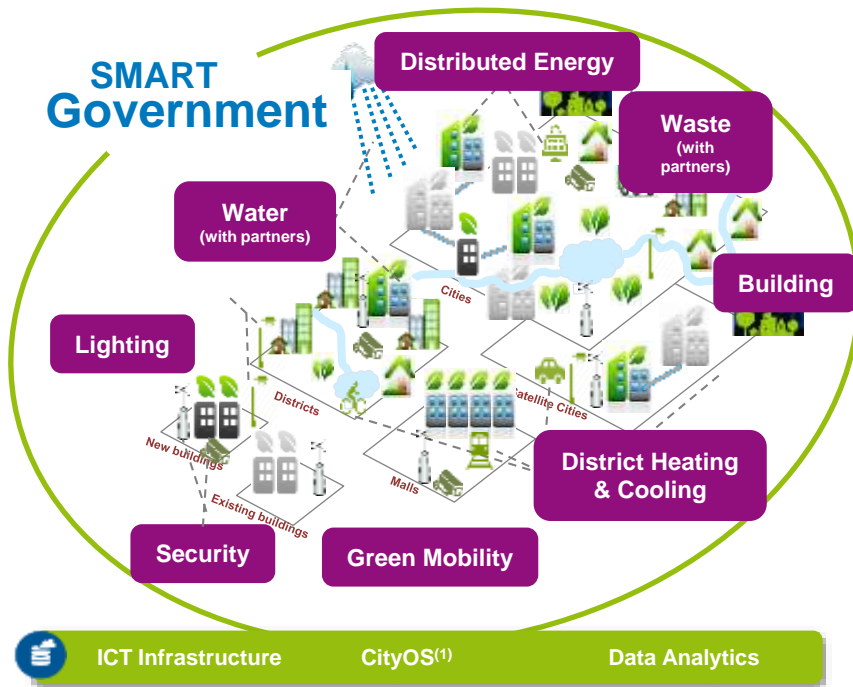 SMART
Government
Distributed Energy
Waste
(with
partners)
Water
(with partners)
Cities
Building
Lighting
Districts
Satellite Cities
New buildings
Malls
District Heating
& Cooling
Existing buildings
Security
Green Mobility
ICT Infrastructure
CityOS(1)
Data Analytics